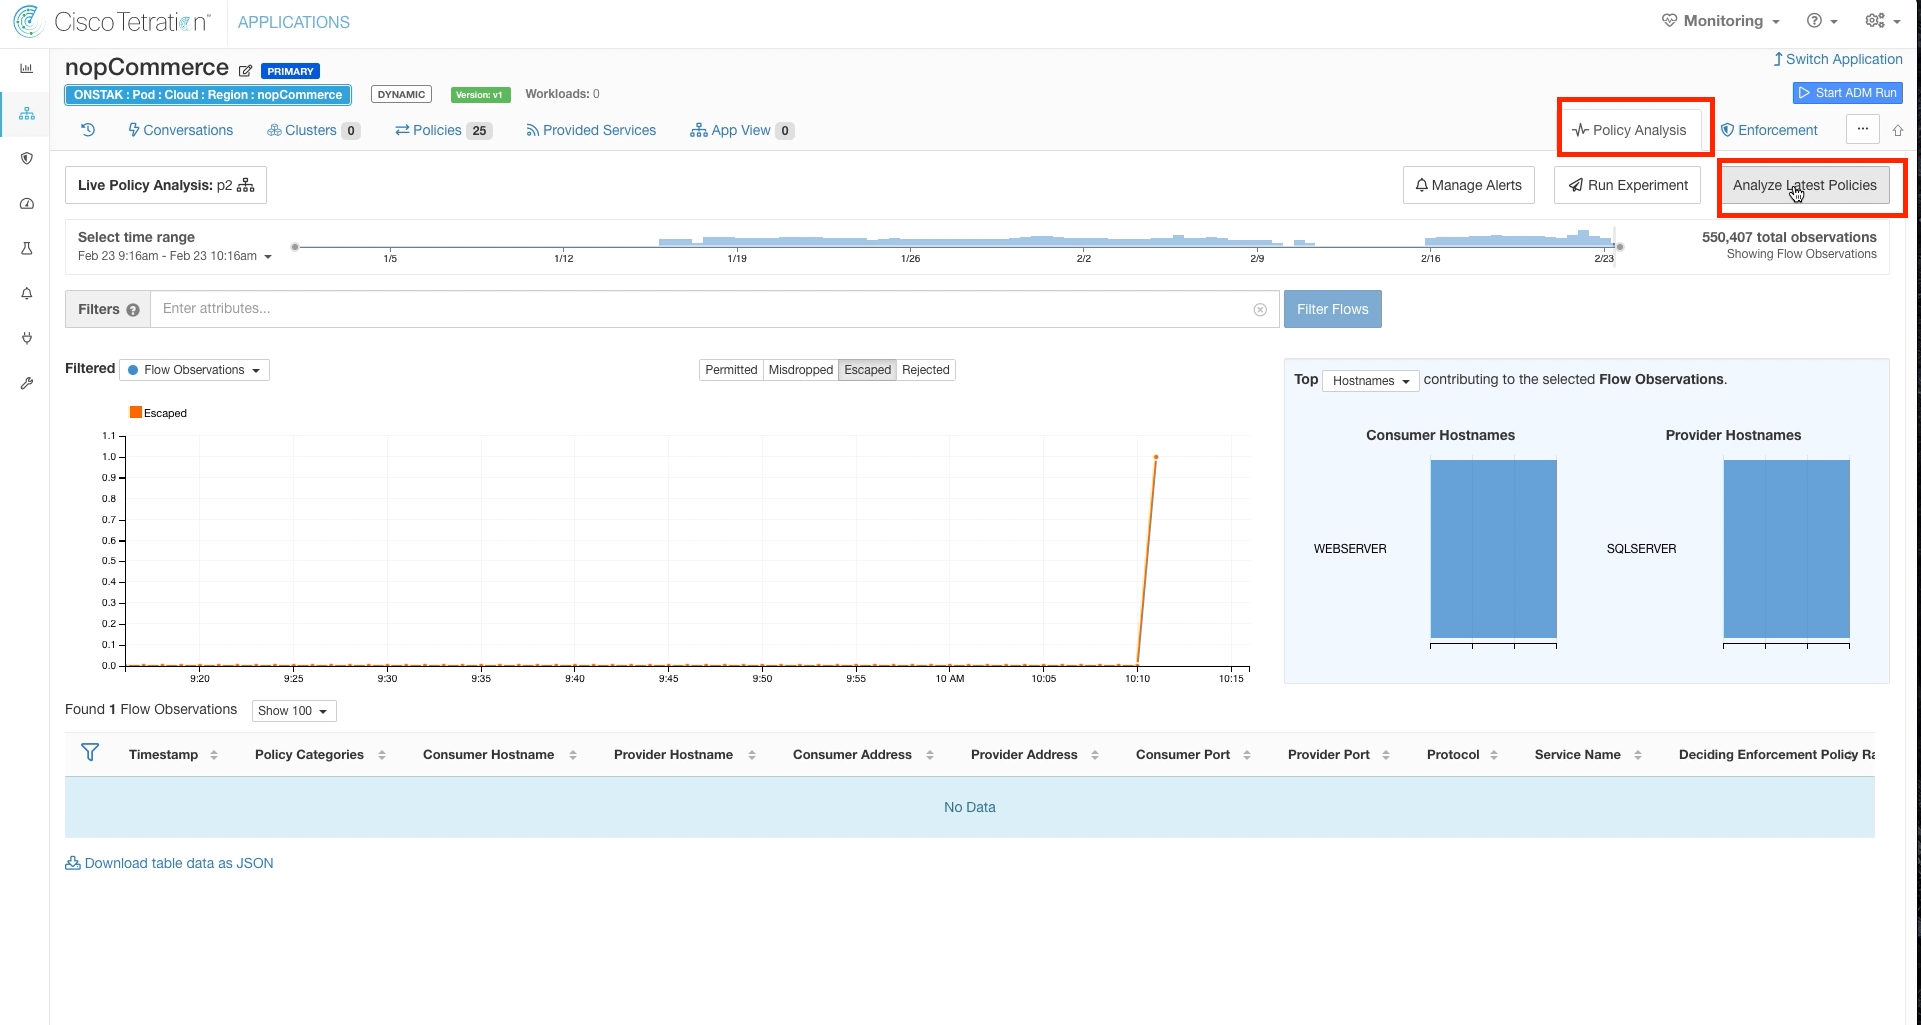 Cisco Tetration APPLICATIONS Monitoring
nopCommerce PRIMARY Switch Application
ONSTAK : Pod : Cloud : Region : nopCommerce DYNAMIC Version: v1 Workloads: 0 Start ADM Run
Conversations Clusters 0 Policies 25 Provided Services App View 0 Policy Analysis Enforcement ...
Live Policy Analysis: p2 Manage Alerts Run Experiment Analyze Latest Policies
Select time range 550,407 total observations
Feb 23 9:16am - Feb 23 10:16am Showing Flow Observations
1/5 1/12 1/19 1/26 2/2 2/9 2/16 2/23
Filters ? Enter attributes... Filter Flows
Filtered Flow Observations Permitted Misdropped Escaped Rejected
Top Hostnames contributing to the selected Flow Observations.
Escaped
Consumer Hostnames Provider Hostnames
1.1
1.0
0.9
0.8
0.7
0.6
0.5
0.4
0.3
0.2
0.1
0.0
WEBSERVER SQLSERVER
9:20 9:25 9:30 9:35 9:40 9:45 9:50 9:55 10 AM 10:05 10:10 10:15
Found 1 Flow Observations Show 100
Timestamp Policy Categories Consumer Hostname Provider Hostname Consumer Address Provider Address Consumer Port Provider Port Protocol Service Name Deciding Enforcement Policy Ra
No Data
Download table data as JSON